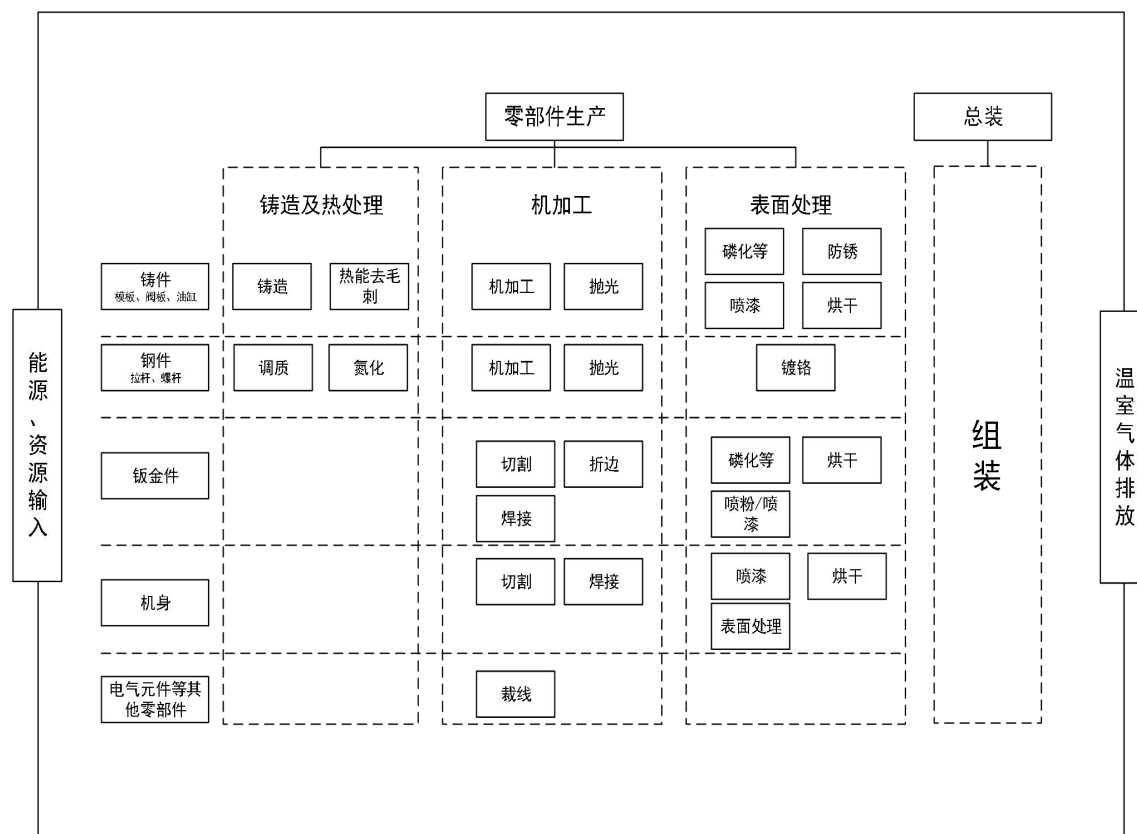 零部件生产
总装
铸造及热处理
机加工
表面处理
铸件
模板、阀板、油缸
铸造
热能去毛
刺
机加工
抛光
磷化等
防锈
喷漆
烘干
钢件
拉杆、螺杆
调质
氮化
机加工
抛光
镀铬
钣金件
切割
折边
焊接
磷化等
烘干
喷粉/喷
漆
机身
切割
焊接
喷漆
烘干
表面处理
电气元件等其
他零部件
裁线
组装
能源、资源输入
温室气体排放